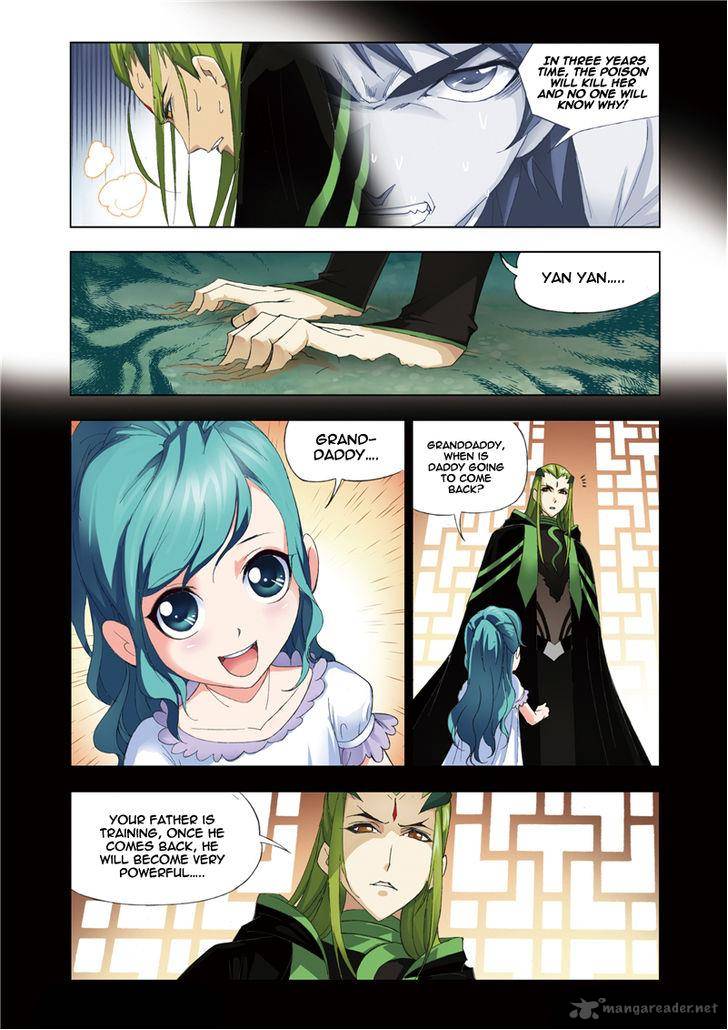 IN THREE YEARS
TIME, THE POISON
WILL KILL HER
AND NO ONE WILL
KNOW WHY!
YAN YAN.....
GRAND-
DADDY....
GRANDDADDY,
WHEN IS
DADDY GOING
TO COME
BACK?
YOUR FATHER IS
TRAINING, ONCE HE
COMES BACK, HE
WILL BECOME VERY
POWERFUL.....
mangareader.net